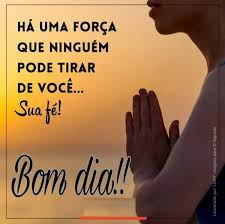 HÁ UMA FORÇA
QUE NINGUÉM
PODE TIRAR
DE VOCÊ...
Sua fé!
Bom dia!!